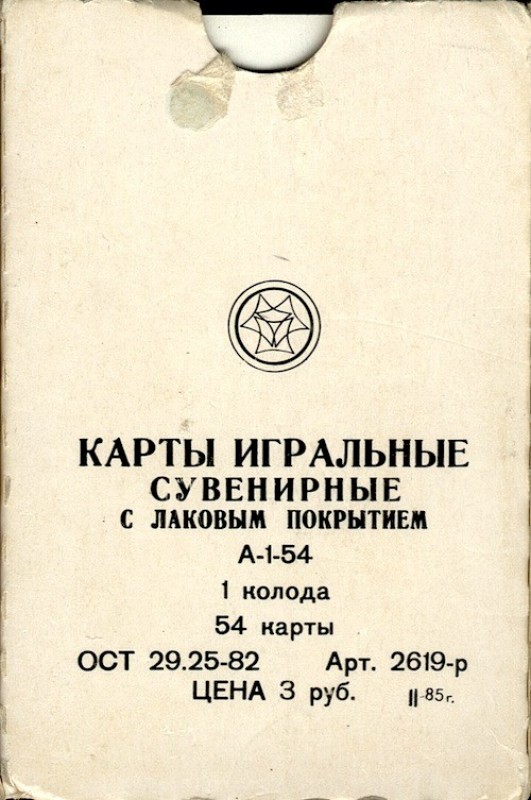 КАРТЫ ИГРАЛЬНЫЕ
СУВЕНИРНЫЕ
С ЛАКОВЫМ ПОКРЫТИЕМ
А-1-54
1 колода
54 карты
ОСТ 29.25-82 Арт. 2619-р
ЦЕНА 3 руб. II-85г.